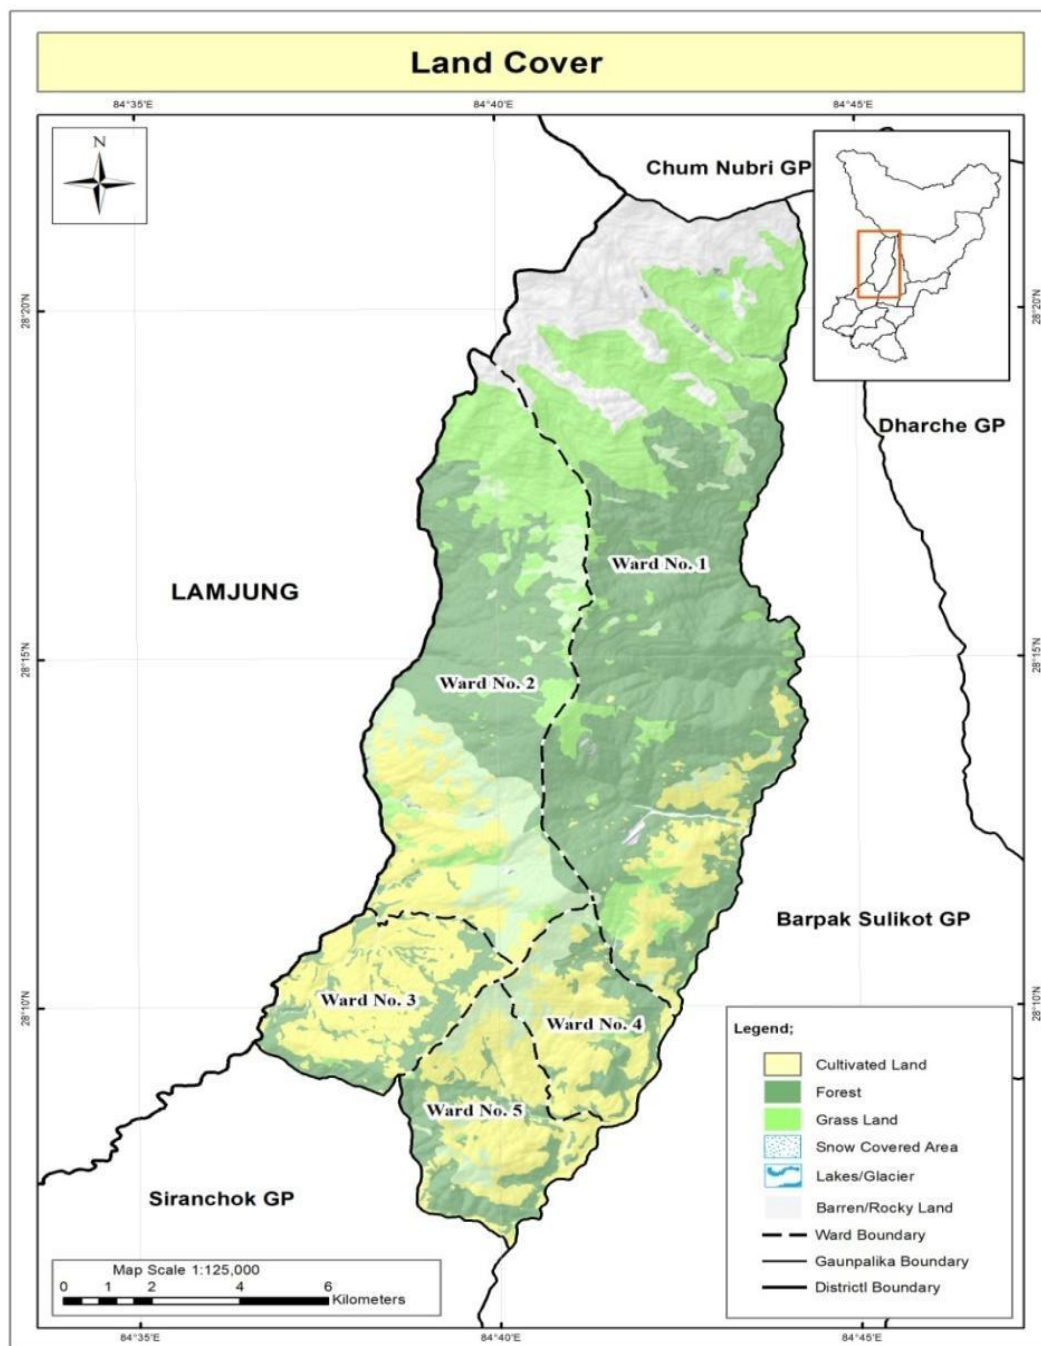 Land Cover
84°35'E
84°40'E
84°45'E
N
Chum Nubri GP
28°20'N
28°20'N
Dharche GP
Ward No. 1
LAMJUNG
28°15'N
28°15'N
Ward No. 2
Barpak Sulikot GP
Ward No. 3
28°10'N
28°10'N
Ward No. 4
Ward No. 5
Siranchok GP
Legend;
Cultivated Land
Forest
Grass Land
Snow Covered Area
Lakes/Glacier
Barren/Rocky Land
Ward Boundary
Gaunpalika Boundary
Districtl Boundary
Map Scale 1:125,000
0 1 2 4 6
Kilometers
84°35'E
84°40'E
84°45'E